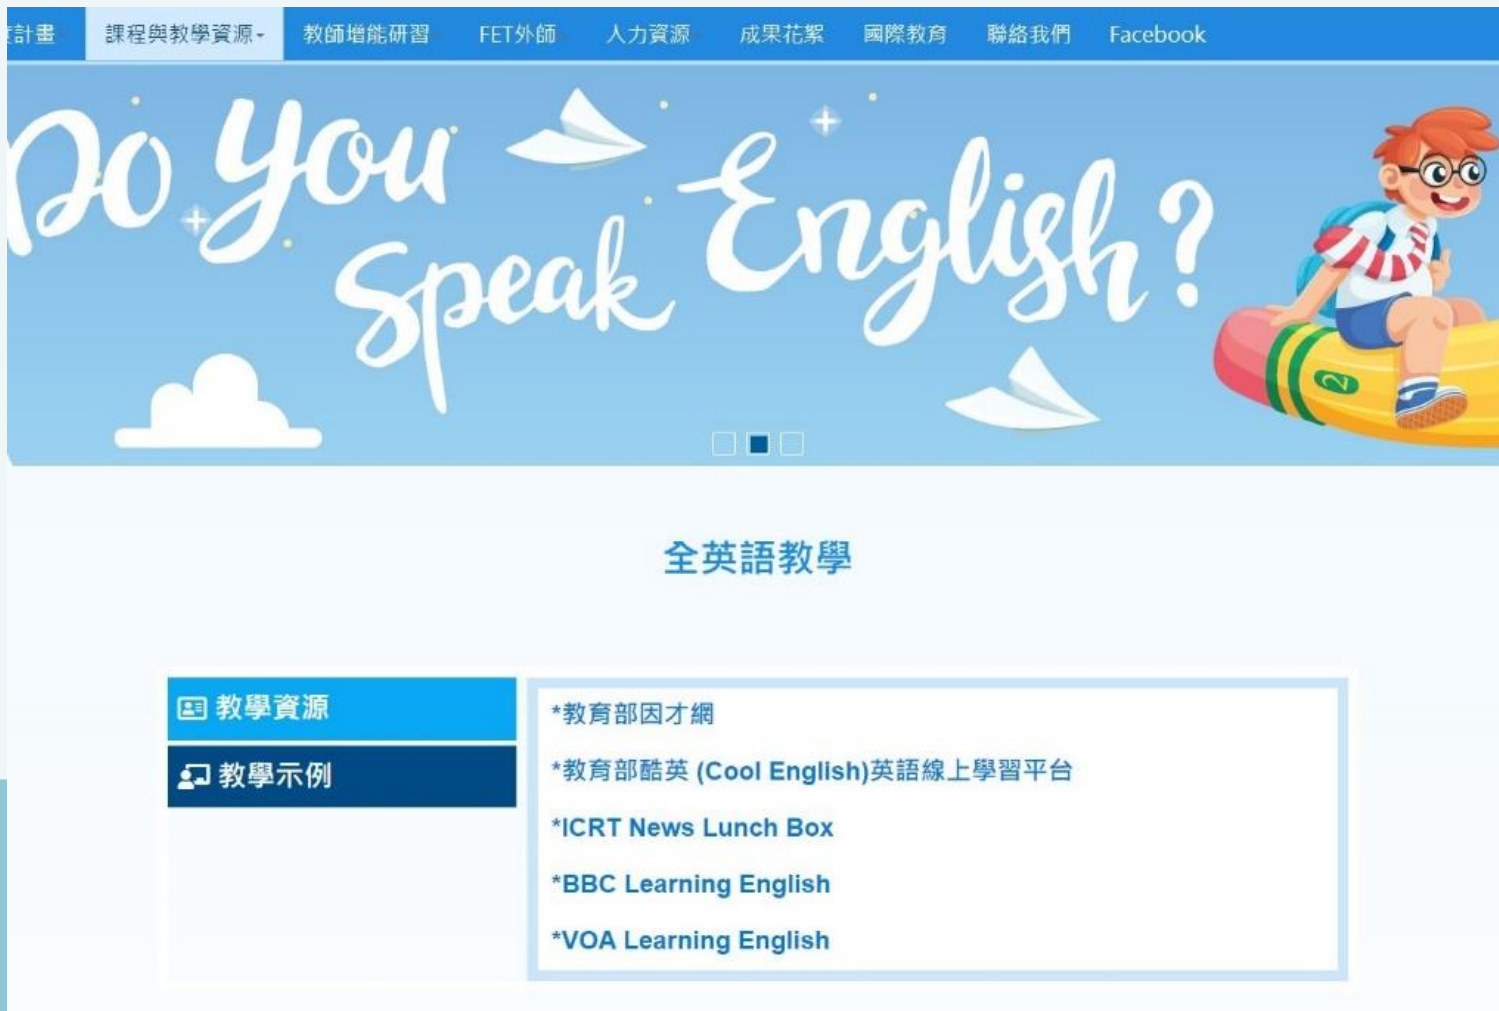 計畫 課程與教學資源 教師增能研習 FET外師 人力資源 成果花絮 國際教育 聯絡我們 Facebook
Do you
Speak English?
2
全英語教學
教學資源
教學示例
*教育部因才網
*教育部酷英 (Cool English)英語線上學習平台
*ICRT News Lunch Box
*BBC Learning English
*VOA Learning English